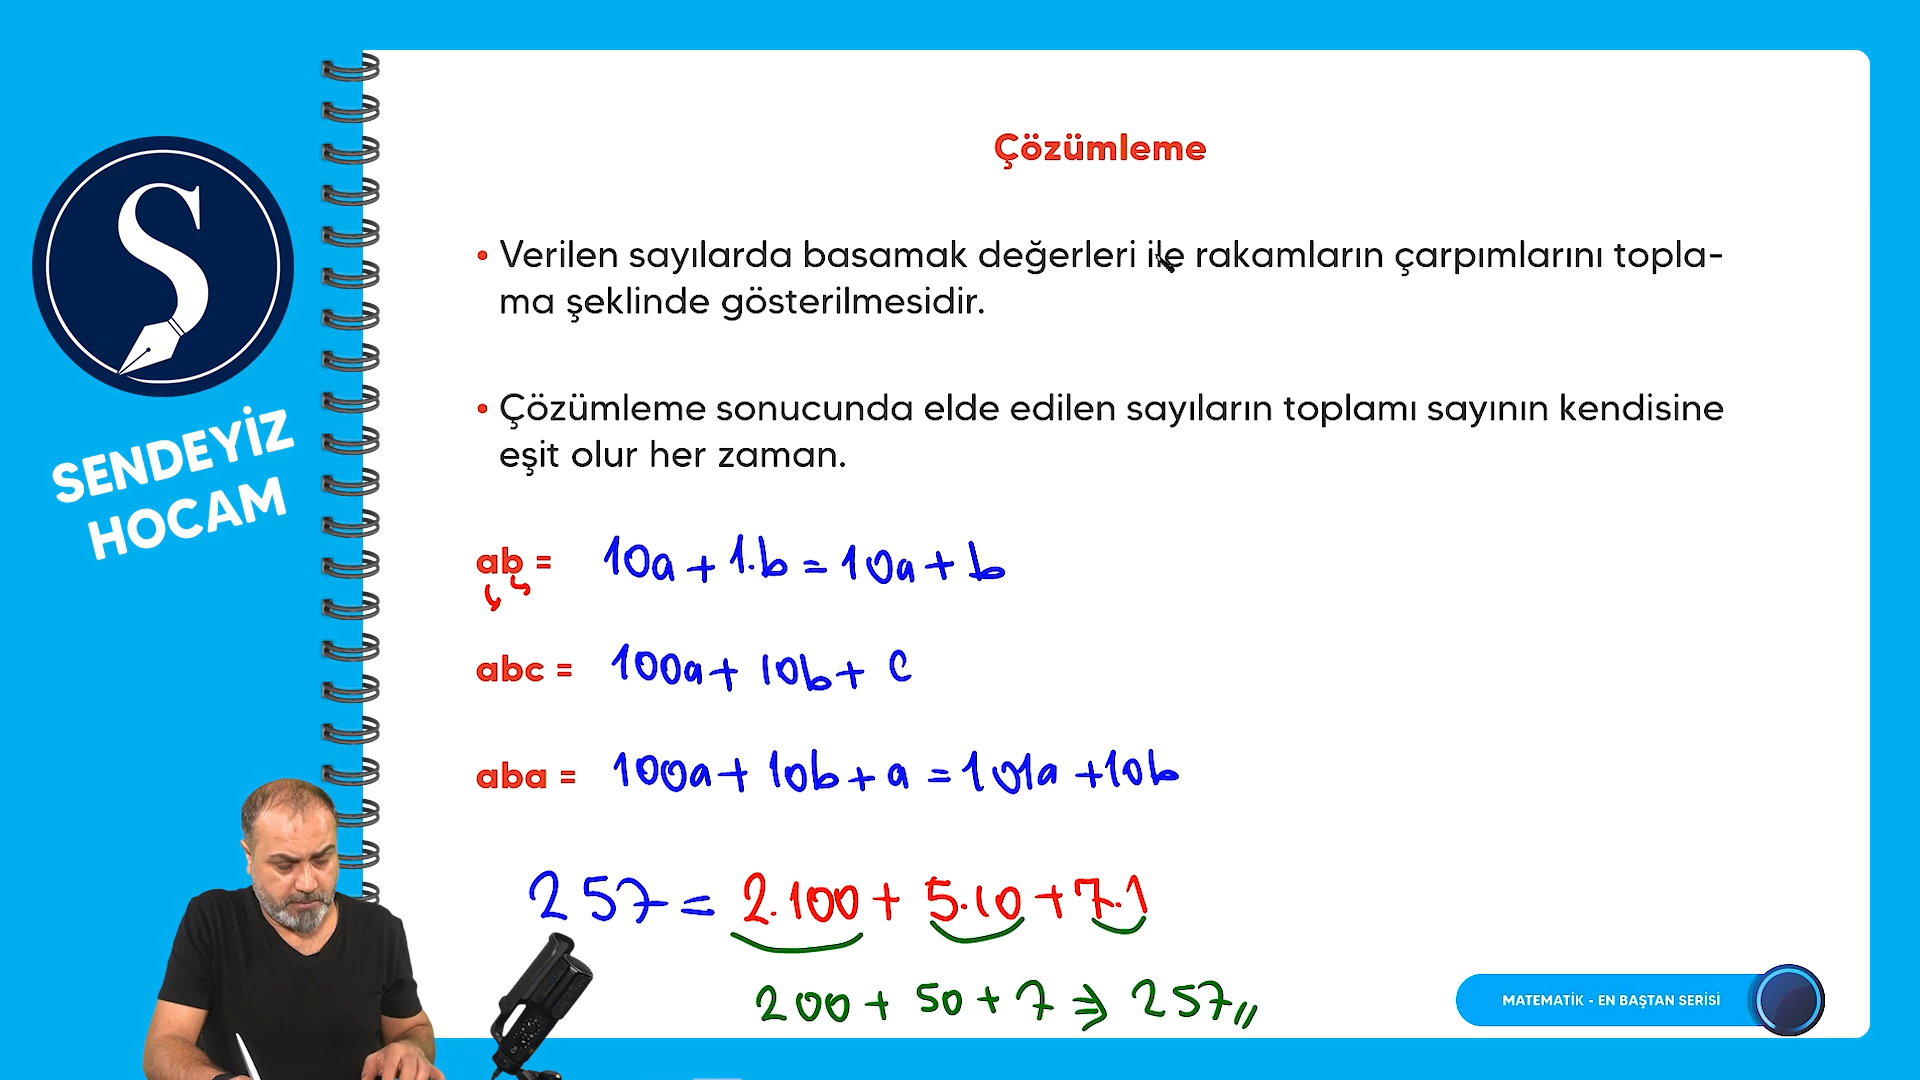 Çözümleme
• Verilen sayılarda basamak değerleri ile rakamların çarpımlarını topla-
ma şeklinde gösterilmesidir.
• Çözümleme sonucunda elde edilen sayıların toplamı sayının kendisine
eşit olur her zaman.
SENDEYİZ
HOCAM
ab = 10a + 1.b = 10a + b
abc = 100a + 10b + c
aba = 100a + 10b + a = 101a + 10b
257 = 2.100 + 5.10 + 7.1
200 + 50 + 7 ⇒ 257,,
MATEMATİK - EN BAŞTAN SERİSİ